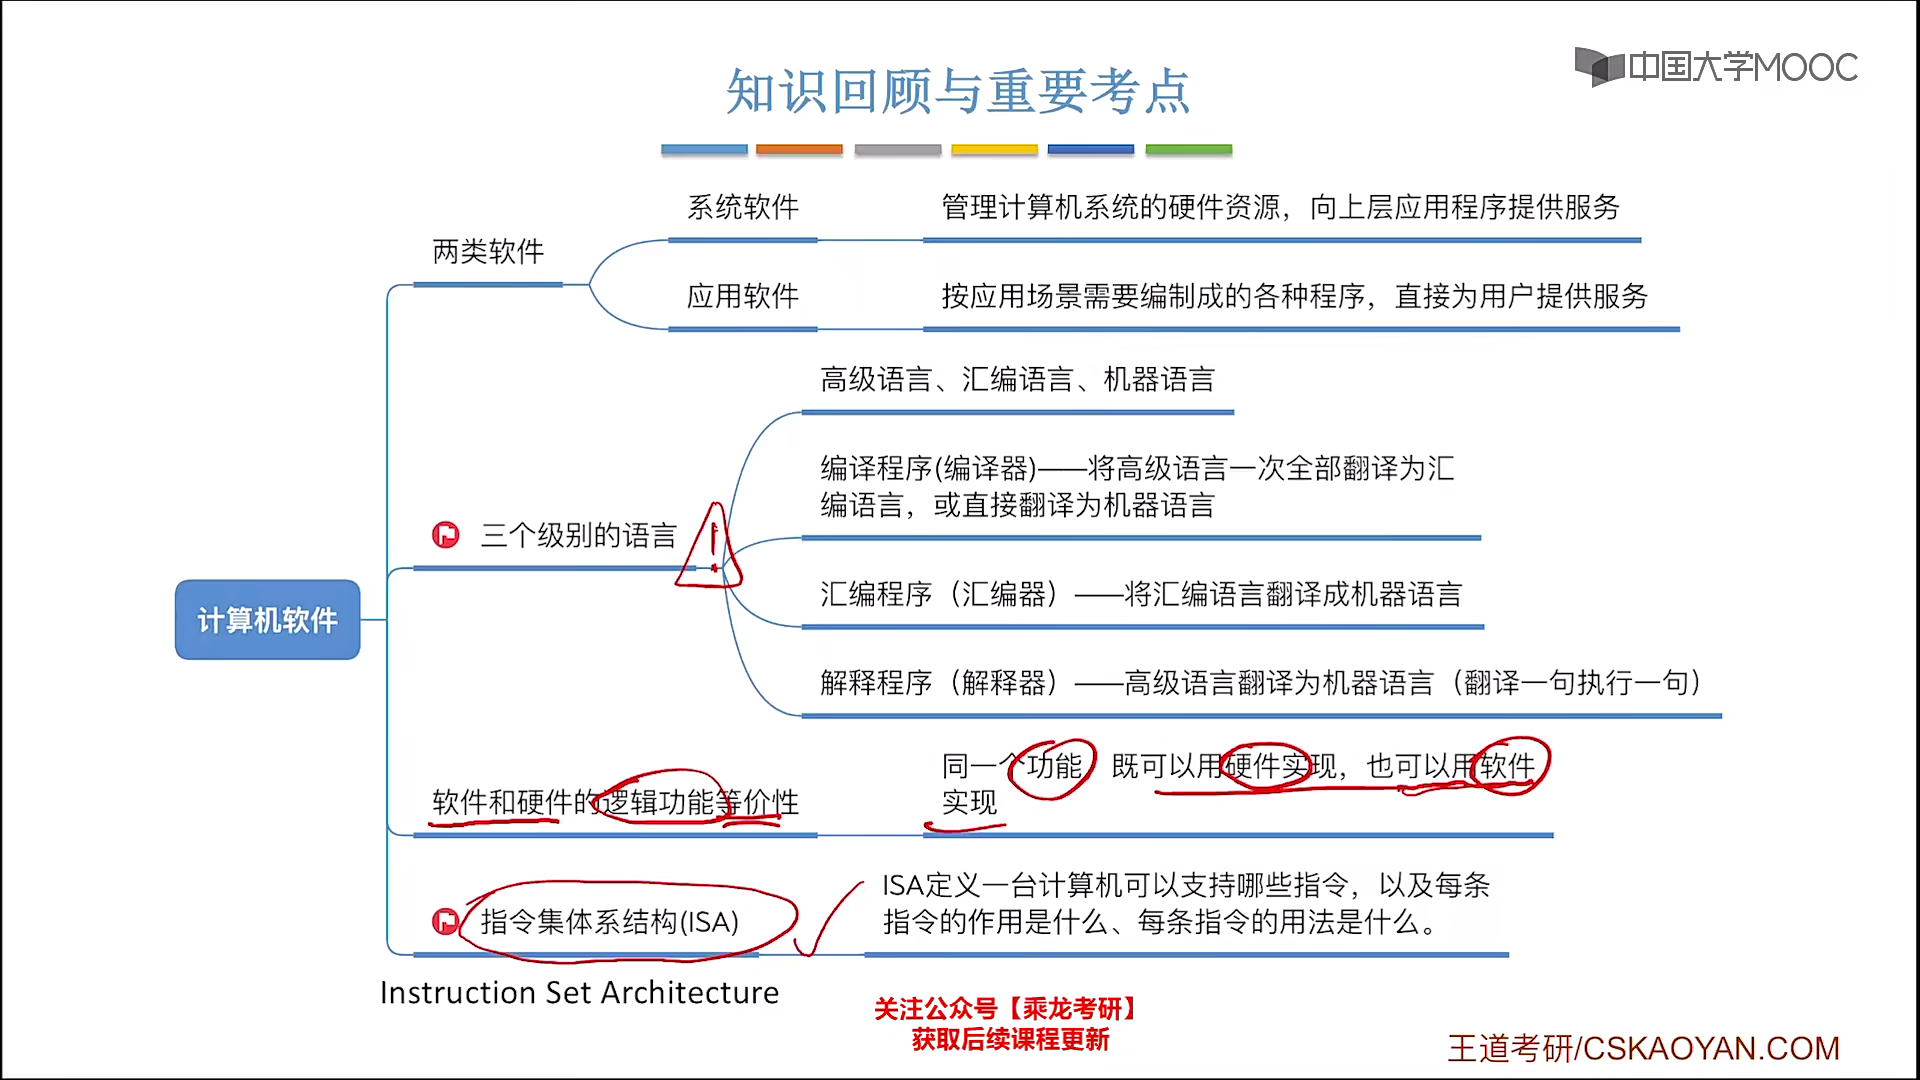 中国大学MOOC
知识回顾与重要考点
两类软件
系统软件
管理计算机系统的硬件资源，向上层应用程序提供服务
应用软件
按应用场景需要编制成的各种程序，直接为用户提供服务
三个级别的语言
高级语言、汇编语言、机器语言
编译程序(编译器)——将高级语言一次全部翻译为汇
编语言，或直接翻译为机器语言
汇编程序（汇编器）——将汇编语言翻译成机器语言
解释程序（解释器）——高级语言翻译为机器语言（翻译一句执行一句）
计算机软件
软件和硬件的逻辑功能等价性
同一个功能 既可以用硬件实现，也可以用软件
实现
指令集体系结构(ISA)
ISA定义一台计算机可以支持哪些指令，以及每条
指令的作用是什么、每条指令的用法是什么。
Instruction Set Architecture
关注公众号【乘龙考研】
获取后续课程更新
王道考研/CSKAOYAN.COM